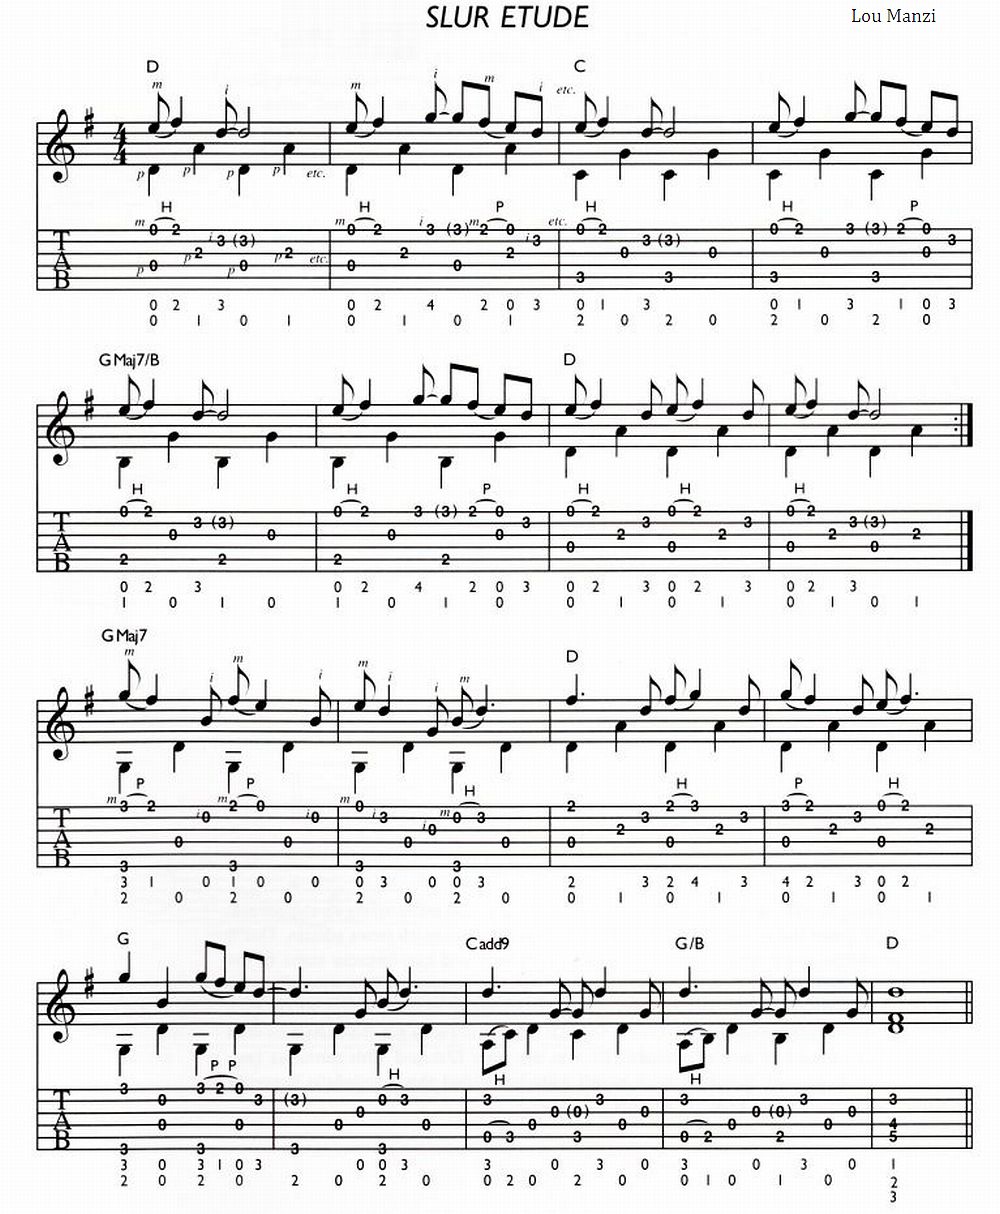 SLUR ETUDE
Lou Manzi
D C
m i m i m i etc.
4
4
p p p p etc.
H H P H H P
m i m i m i etc.
T 0 2 3 (3) 0 2 3 (3) 2 0 3 0 2 3 (3) 0 2 3 (3) 2 0 3
A p 2 p 2 etc. 2 2 0 0 0 0
B p 0 p 0 0 0 3 3 3 3
0 2 3 0 2 4 2 0 3 0 1 3 0 1 3 1 0 3
0 1 0 1 0 1 0 1 2 0 2 0 2 0 2 0
G Maj7/B D
H H P H H H
T 0 2 3 (3) 0 2 3 (3) 2 0 3 0 2 3 0 2 3 0 2 3 (3)
A 0 0 0 0 2 2 2 2
B 2 2 2 2 0 0 0 0
0 2 3 0 2 4 2 0 3 0 2 3 0 2 3 0 2 3
1 0 1 0 1 0 1 0 0 1 0 1 0 1 0 1
G Maj7 D
m i m i m i i m
P P H H P H
m i m i m i i m
T 3 2 0 2 0 0 0 3 0 0 3 2 3 2 3 3 3 2 3 0 2
A 0 0 0 0 2 2 2 2
B 3 3 3 3 0 0 0 0
3 1 0 1 0 0 0 3 0 0 3 2 3 2 4 3 4 2 3 0 2
2 0 2 0 2 0 2 0 0 1 0 1 0 1 0 1
G C add9 G/B D
P P H H H
T 3 0 3 2 0 3 (3) 0 0 3 3 0 (0) 3 0 3 0 (0) 3 0 3
A 0 0 0 0 0 0 0 0 4
B 3 3 3 3 0 3 3 0 2 2 5
3 0 3 1 0 3 0 0 3 3 0 3 0 3 0 3 0 1
2 0 2 0 2 0 2 0 0 2 0 2 0 0 1 0 1 0 2
3